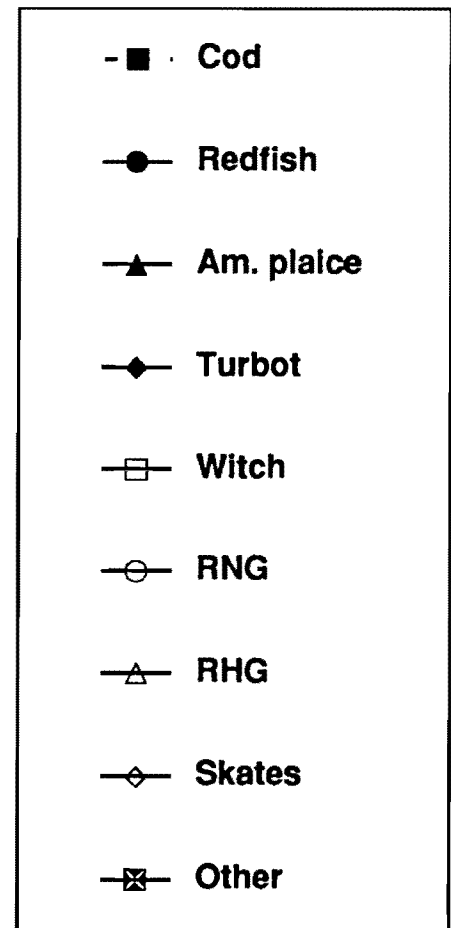 Cod
Redfish
Am. plaice
Turbot
Witch
RNG
RHG
Skates
Other